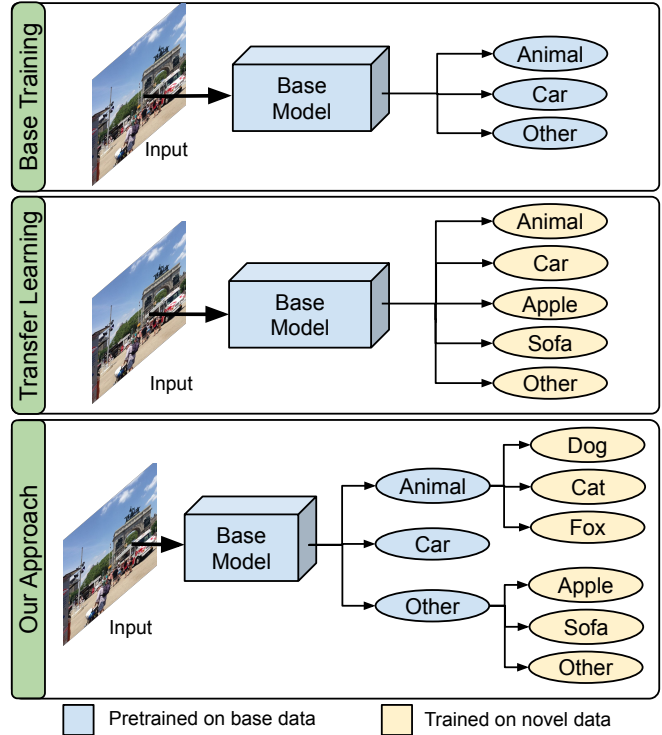 Base Training
Input
Base
Model
Animal
Car
Other
Transfer Learning
Input
Base
Model
Animal
Car
Apple
Sofa
Other
Our Approach
Input
Base
Model
Animal
Car
Other
Dog
Cat
Fox
Apple
Sofa
Other
Pretrained on base data
Trained on novel data